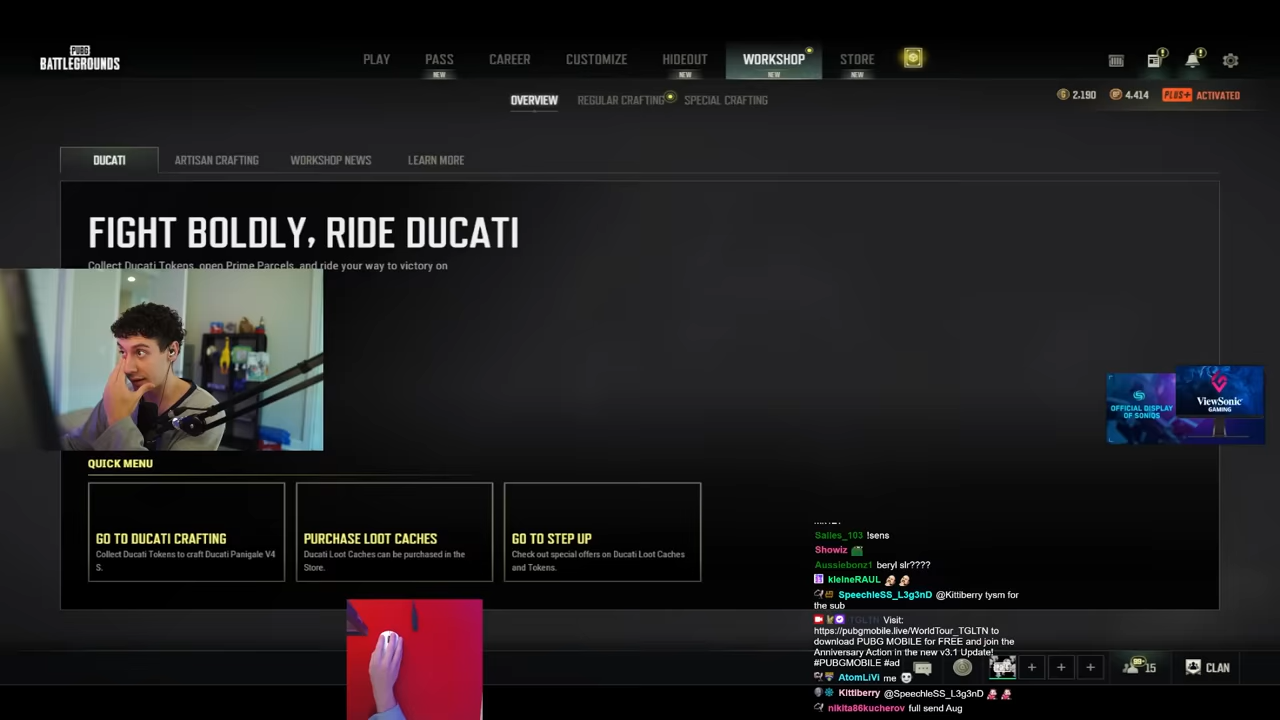 PUBG
BATTLEGROUNDS
PLAY
PASS
NEW
CAREER
CUSTOMIZE
HIDEOUT
NEW
WORKSHOP
NEW
STORE
NEW
OVERVIEW
REGULAR CRAFTING
SPECIAL CRAFTING
2.190
4.414
PLUS+ ACTIVATED
DUCATI
ARTISAN CRAFTING
WORKSHOP NEWS
LEARN MORE
FIGHT BOLDLY, RIDE DUCATI
Collect Ducati Tokens, open Prime Parcels, and ride your way to victory on
OFFICIAL DISPLAY
OF SONIQS
ViewSonic
GAMING
QUICK MENU
GO TO DUCATI CRAFTING
Collect Ducati Tokens to craft Ducati Panigale V4
S.
PURCHASE LOOT CACHES
Ducati Loot Caches can be purchased in the
Store.
GO TO STEP UP
Check out special offers on Ducati Loot Caches
and Tokens.
Salles_103 !sens
Showiz
Aussiebonz1 beryl slr????
kleineRAUL
SpeechleSS_L3g3nD @Kittiberry tysm for
the sub
TGLTN Visit:
https://pubgmobile.live/WorldTour_TGLTN to
download PUBG MOBILE for FREE and join the
Anniversary Action in the new v3.1 Update!
#PUBGMOBILE #ad
AtomLiVi me
Kittiberry @SpeechleSS_L3g3nD
nikita86kucherov full send Aug
15
CLAN